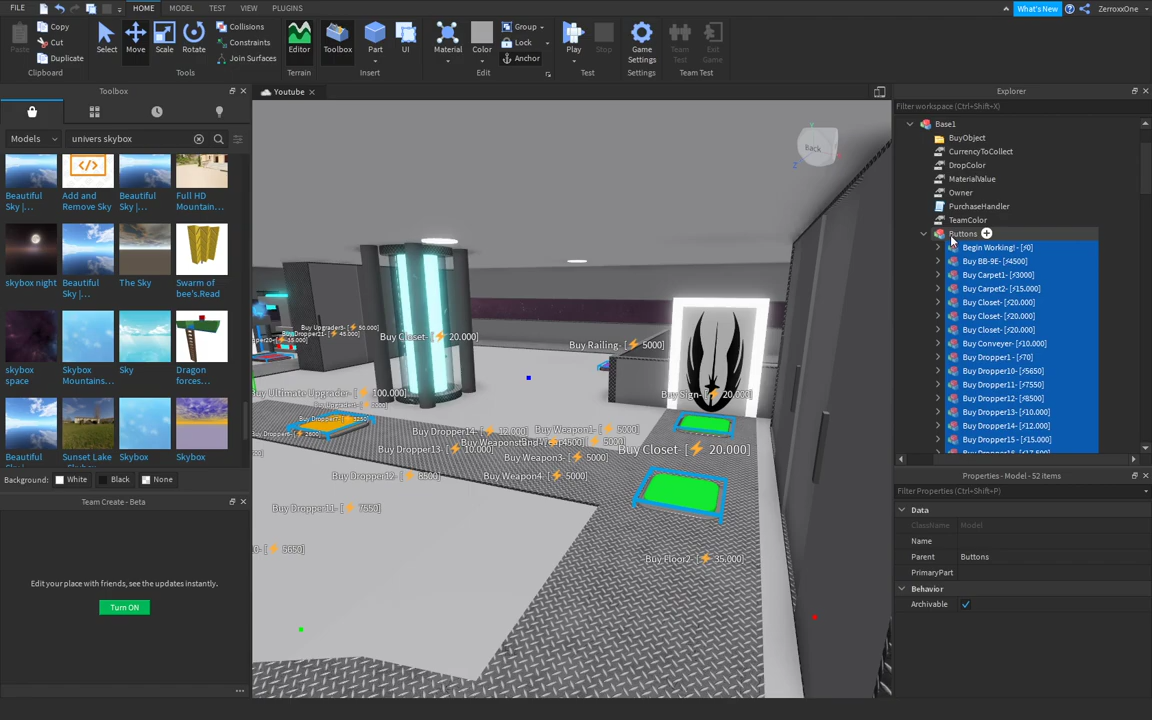 FILE HOME MODEL TEST VIEW PLUGINS What's New ZerroxxOne
Copy Collisions Group
Cut Constraints Lock
Paste Duplicate Select Move Scale Rotate Join Surfaces Editor Toolbox Part UI Material Color Anchor Play Stop Game Settings Team Test Exit Game
Clipboard Tools Terrain Insert Edit Test Settings Team Test
Toolbox
Models univers skybox
Beautiful Sky |...
Add and Remove Sky
Beautiful Sky |...
Full HD Mountain...
skybox night
Beautiful Sky |...
The Sky
Swarm of bee's.Read
skybox space
Skybox Mountains...
Sky
Dragon forces...
Beautiful
Sunset Lake
Skybox
Skybox
Background: White Black None
Team Create - Beta
Edit your place with friends, see the updates instantly.
Turn ON
Youtube
Back
Buy Upgrader5- [⚡ 50.000]
Buy Closet- [⚡ 20.000]
Buy Railing- [⚡ 5000]
Buy Ultimate Upgrader- [⚡ 100.000]
Buy Sign- [⚡ 20.000]
Buy Dropper14- [⚡ 12.000]
Buy Weapon1- [⚡ 5000]
Buy Dropper13- [⚡ 10.000]
Buy Closet- [⚡ 20.000]
Buy Weapon3- [⚡ 5000]
Buy Dropper12- [⚡ 8500]
Buy Weapon4- [⚡ 5000]
Buy Dropper11- [⚡ 7550]
5650]
Buy Floor2- [⚡ 35.000]
Explorer
Filter workspace (Ctrl+Shift+X)
Base1
BuyObject
CurrencyToCollect
DropColor
MaterialValue
Owner
PurchaseHandler
TeamColor
Buttons
Begin Working! - [⚡0]
Buy BB-9E- [⚡4500]
Buy Carpet1- [⚡3000]
Buy Carpet2- [⚡15.000]
Buy Closet- [⚡20.000]
Buy Closet- [⚡20.000]
Buy Closet- [⚡20.000]
Buy Conveyer- [⚡10.000]
Buy Dropper1 - [⚡70]
Buy Dropper10- [⚡5650]
Buy Dropper11- [⚡7550]
Buy Dropper12- [⚡8500]
Buy Dropper13- [⚡10.000]
Buy Dropper14- [⚡12.000]
Buy Dropper15 - [⚡15.000]
Properties - Model - 52 items
Filter Properties (Ctrl+Shift+P)
Data
ClassName Model
Name
Parent Buttons
PrimaryPart
Behavior
Archivable